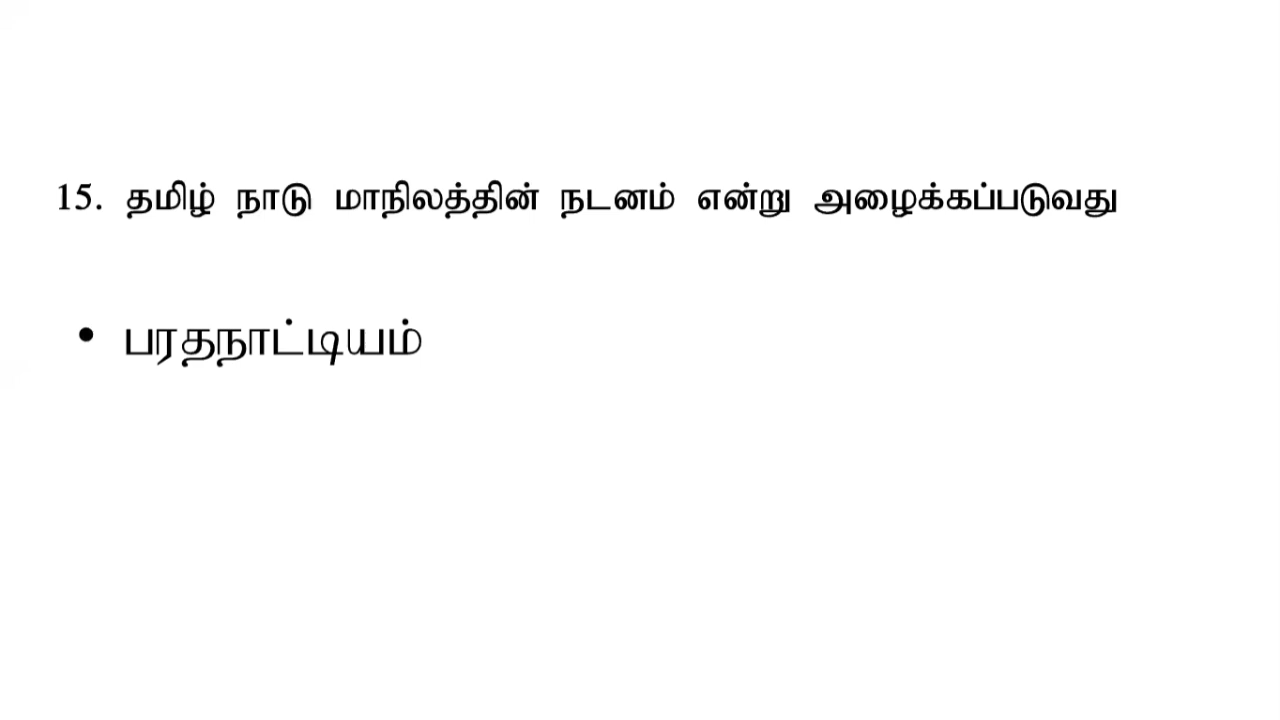 15. தமிழ் நாடு மாநிலத்தின் நடனம் என்று அழைக்கப்படுவது
• பரதநாட்டியம்